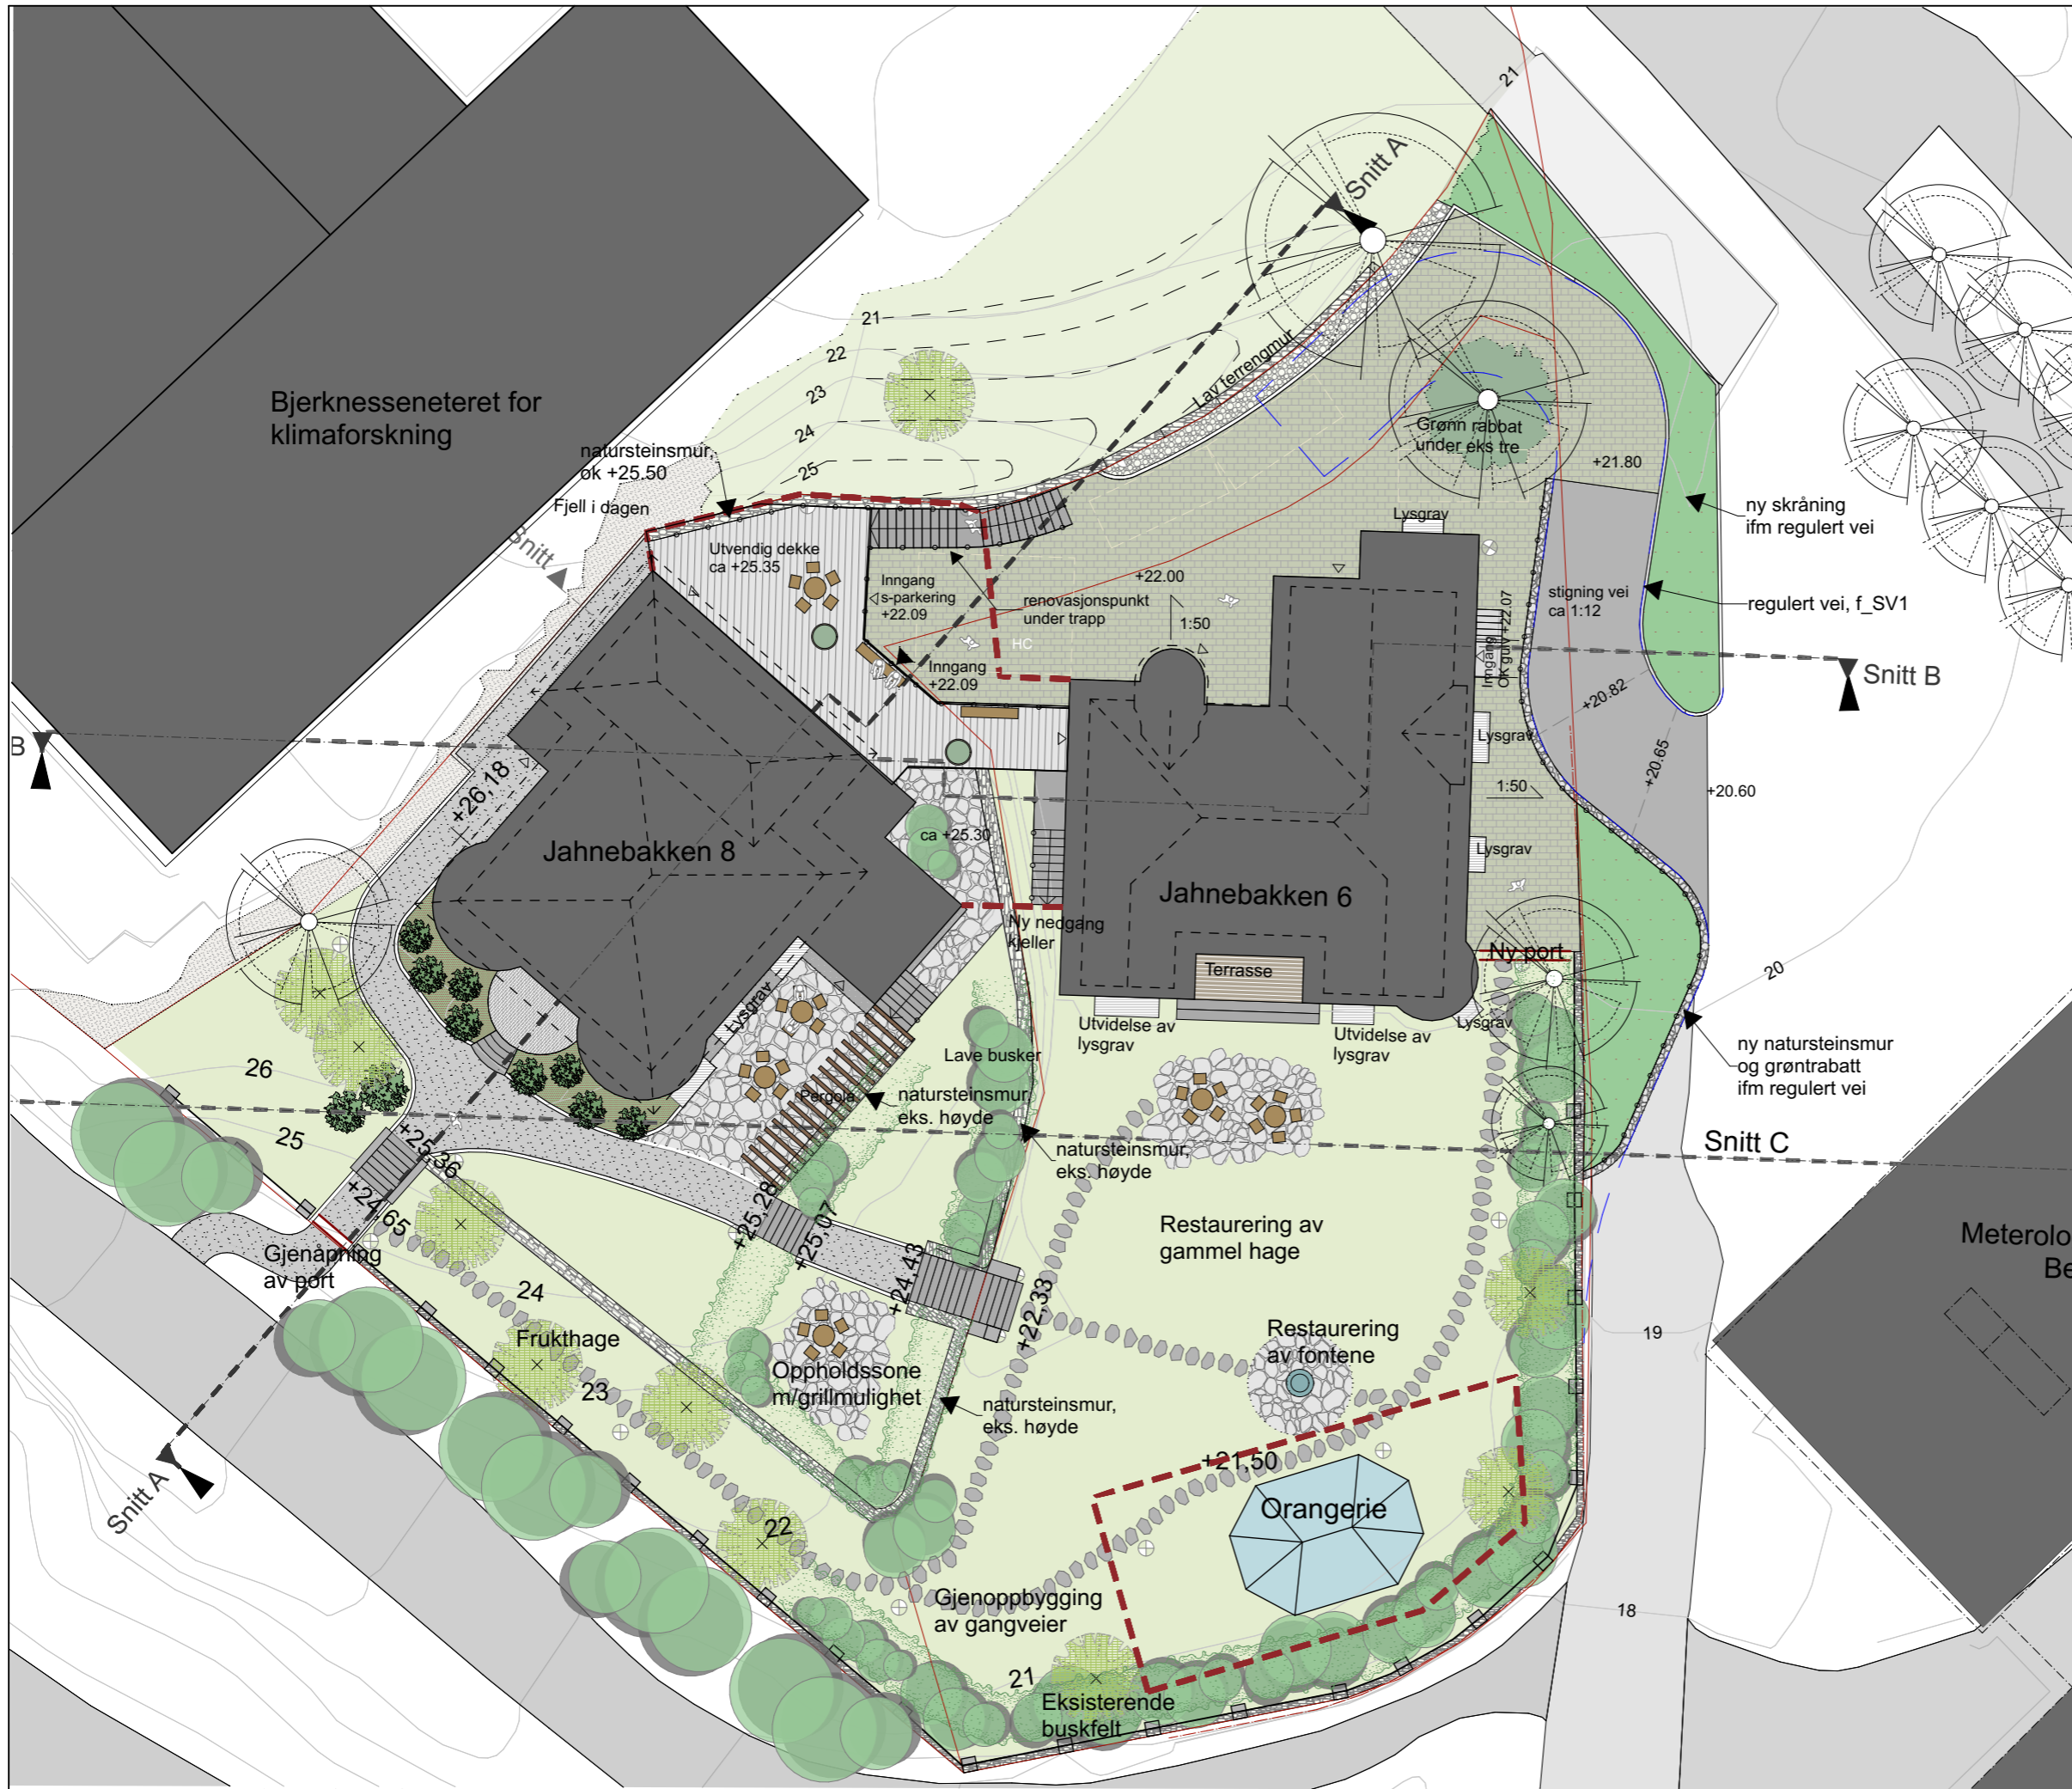 21
Snitt A
Bjerknesseneteret for
klimaforskning
21
22
23
24
25
Lav terrengmur
Grønn rabbat
under eks tre
+21.80
natursteinsmur,
ok +25.50
Fjell i dagen
Snitt
Lysgrav
ny skråning
ifm regulert vei
Utvendig dekke
ca +25.35
Inngang
s-parkering
+22.09
+22.00
renovasjonspunkt
under trapp
1:50
HC
stigning vei
ca 1:12
regulert vei, f_SV1
Inngang
OK gulv +22.07
Inngang
+22.09
Snitt B
+20.82
B
Lysgrav
+20.65
+26,18
1:50
+20.60
ca +25.30
Jahnebakken 8
Lysgrav
Jahnebakken 6
Ny nedgang
kjeller
Ny port
Terrasse
20
Lysgrav
Utvidelse av
lysgrav
Utvidelse av
lysgrav
Lysgrav
Lave busker
26
ny natursteinsmur
og grøntrabatt
ifm regulert vei
Pergola
natursteinsmur,
eks. høyde
25
+25,36
natursteinsmur,
eks. høyde
Snitt C
+24,65
+25,28
+25,07
Restaurering av
gammel hage
Meterolo
Be
Gjenåpning
av port
+24,43
24
+22,33
Frukthage
Restaurering
av fontene
19
Oppholdssone
m/grillmulighet
23
natursteinsmur,
eks. høyde
+21,50
Snitt A
Orangerie
22
Gjenoppbygging
av gangveier
18
21
Eksisterende
buskfelt